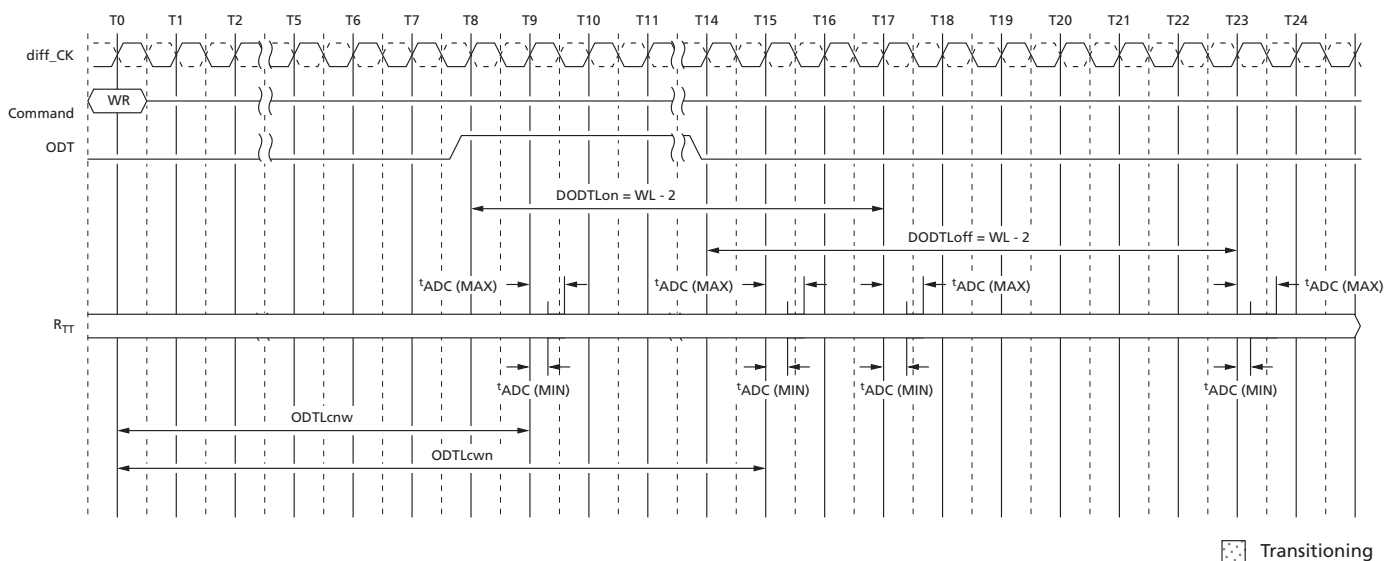 T0 T1 T2 T5 T6 T7 T8 T9 T10 T11 T14 T15 T16 T17 T18 T19 T20 T21 T22 T23 T24
diff_CK
Command WR
ODT
DODTLon = WL - 2
DODTLoff = WL - 2
tADC (MAX) tADC (MAX) tADC (MAX) tADC (MAX)
RTT
tADC (MIN) tADC (MIN) tADC (MIN) tADC (MIN)
ODTLcnw
ODTLcwn
Transitioning